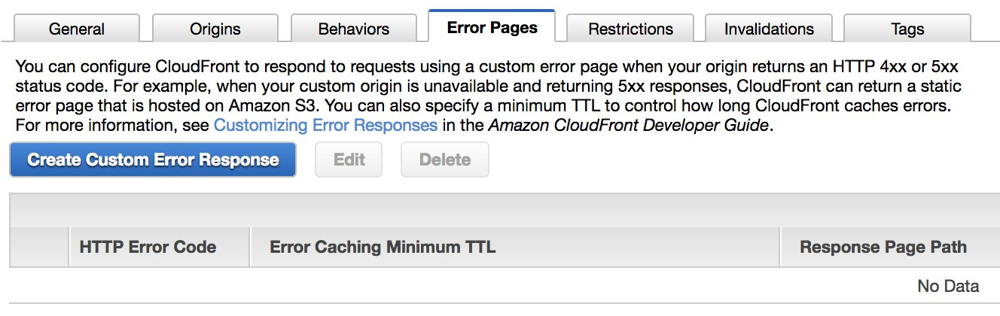 General Origins Behaviors Error Pages Restrictions Invalidations Tags
You can configure CloudFront to respond to requests using a custom error page when your origin returns an HTTP 4xx or 5xx
status code. For example, when your custom origin is unavailable and returning 5xx responses, CloudFront can return a static
error page that is hosted on Amazon S3. You can also specify a minimum TTL to control how long CloudFront caches errors.
For more information, see Customizing Error Responses in the Amazon CloudFront Developer Guide.
Create Custom Error Response Edit Delete
HTTP Error Code Error Caching Minimum TTL Response Page Path
No Data